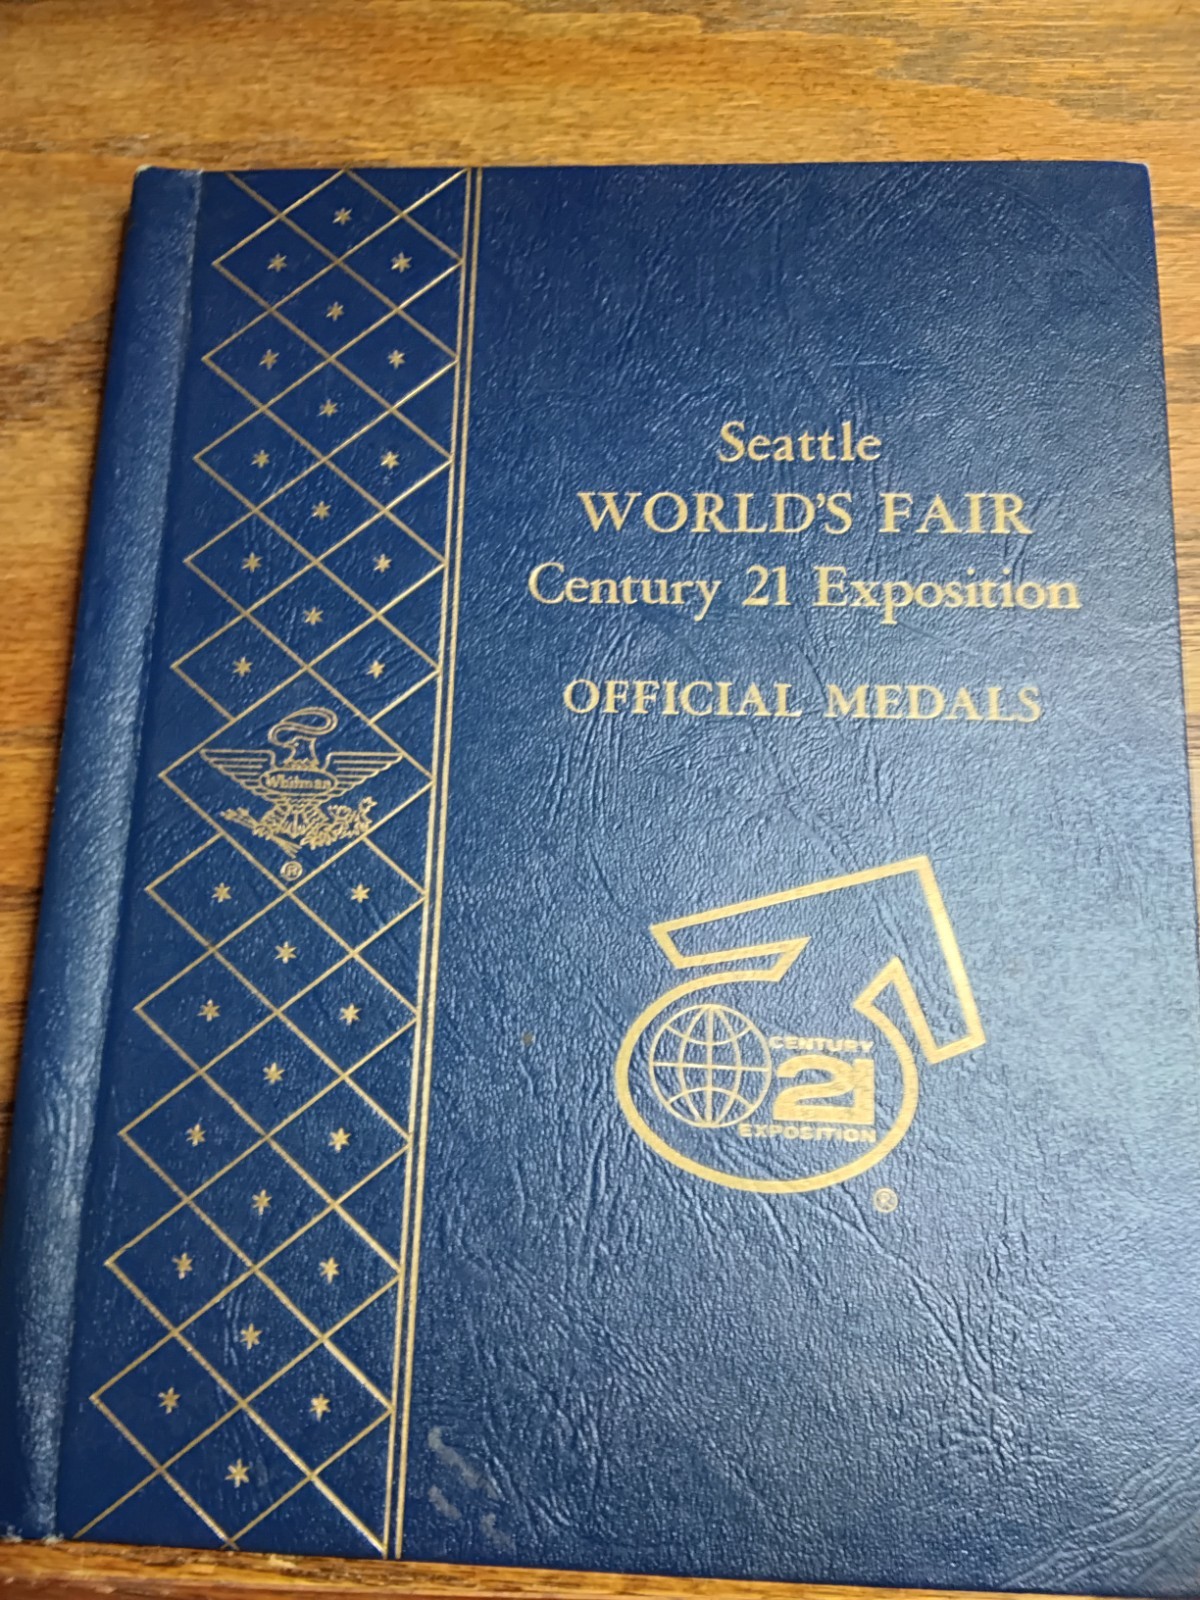 Seattle
WORLD'S FAIR
Century 21 Exposition
OFFICIAL MEDALS
Whitman
®
CENTURY
21
EXPOSITION
®